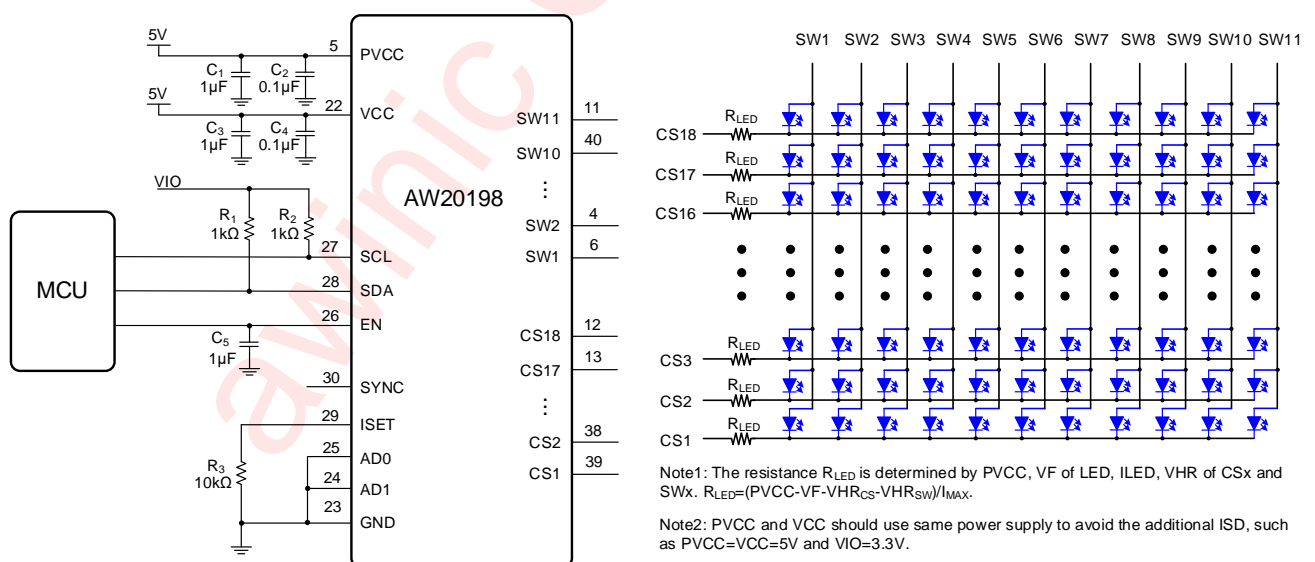 5V
5
PVCC
C1
1µF
C2
0.1µF
5V
22
VCC
C3
1µF
C4
0.1µF
VIO
R1
1kΩ
R2
1kΩ
AW20198
MCU
27
SCL
28
SDA
26
EN
C5
1µF
30
SYNC
29
ISET
25
AD0
24
AD1
23
GND
R3
10kΩ
SW11
11
SW10
40
⋮
SW2
4
SW1
6
CS18
12
CS17
13
⋮
CS2
38
CS1
39
awinic
SW1 SW2 SW3 SW4 SW5 SW6 SW7 SW8 SW9 SW10 SW11
RLED
CS18
RLED
CS17
RLED
CS16
RLED
CS3
RLED
CS2
RLED
CS1
Note1: The resistance RLED is determined by PVCC, VF of LED, ILED, VHR of CSx and
SWx. RLED=(PVCC-VF-VHRCS-VHRSW)/IMAX.
Note2: PVCC and VCC should use same power supply to avoid the additional ISD, such
as PVCC=VCC=5V and VIO=3.3V.